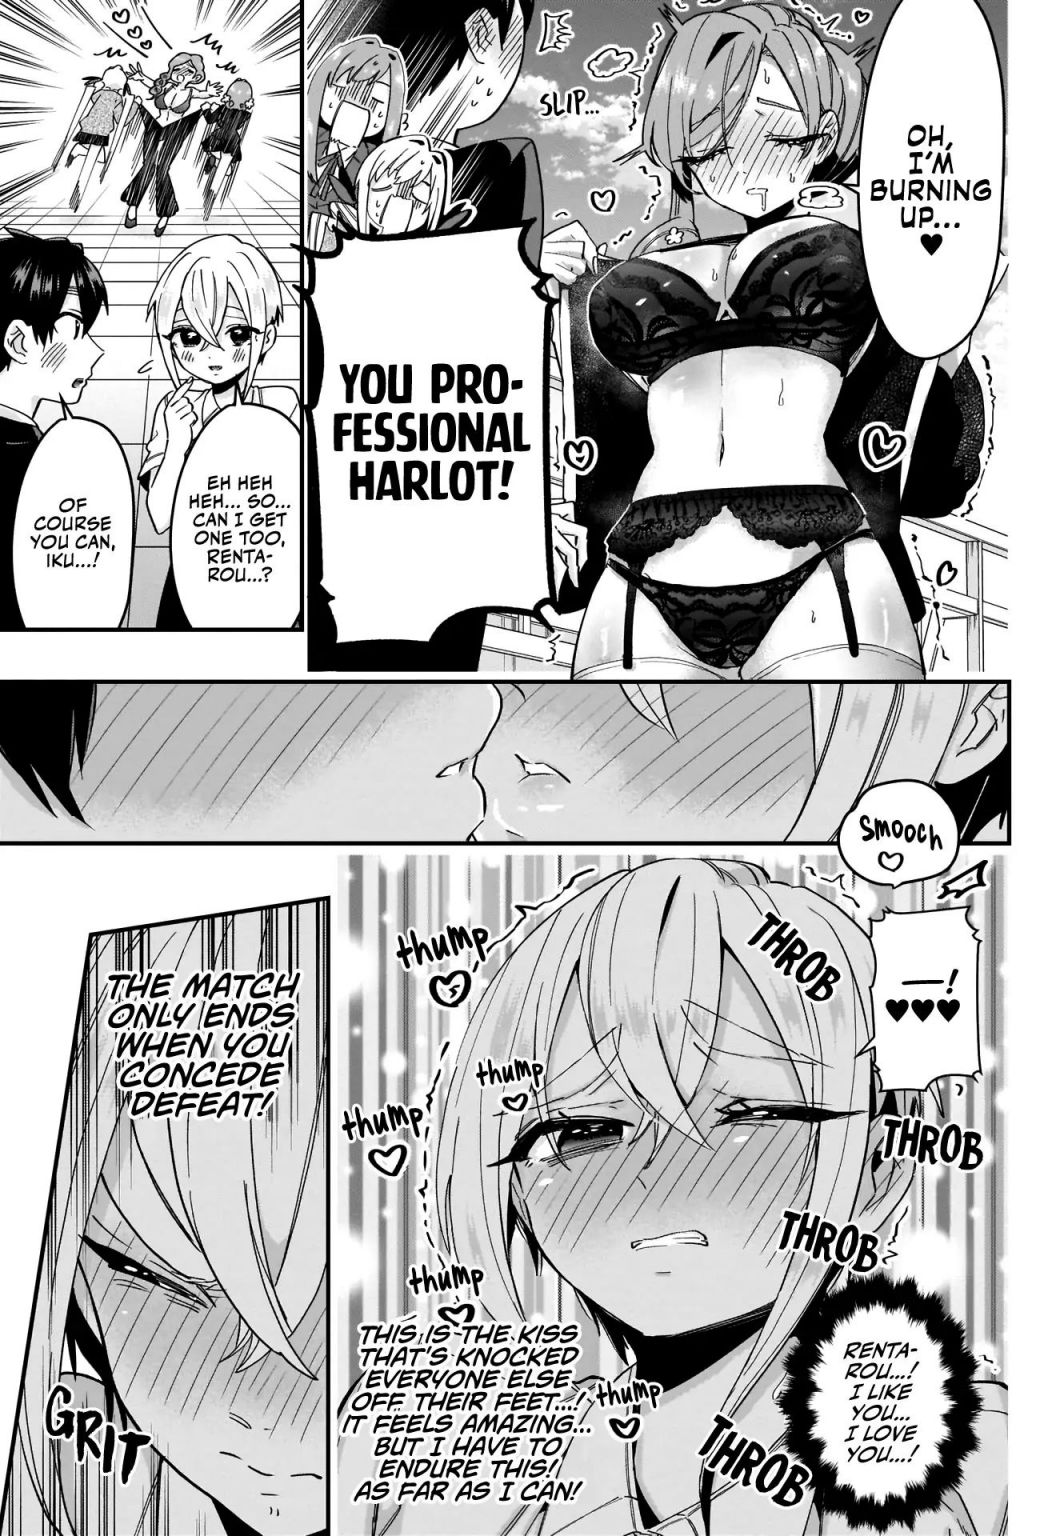 OH,
I'M
BURNING
UP...
♥
SLIP...
YOU PRO-
FESSIONAL
HARLOT!
EH HEH
HEH... SO...
CAN I GET
ONE TOO,
RENTA-
ROU...?
OF
COURSE
YOU CAN,
IKU...!
SMOOCH
♡
—!
♥♥♥
THROB
thump
thump
thump
THROB
THROB
thump
RENTA-
ROU...!
I LIKE
YOU...
I LOVE
YOU...!
THIS IS THE KISS
THAT'S KNOCKED
EVERYONE ELSE
OFF THEIR FEET...!
IT FEELS AMAZING...
BUT I HAVE TO
ENDURE THIS!
AS FAR AS I CAN!
thump
THROB
THE MATCH
ONLY ENDS
WHEN YOU
CONCEDE
DEFEAT!
GRIT